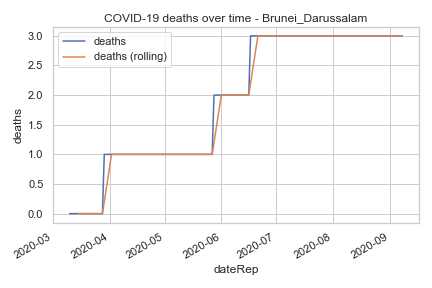 COVID-19 deaths over time - Brunei_Darussalam
deaths
deaths (rolling)
deaths
3.0
2.5
2.0
1.5
1.0
0.5
0.0
2020-03
2020-04
2020-05
2020-06
2020-07
2020-08
2020-09
dateRep